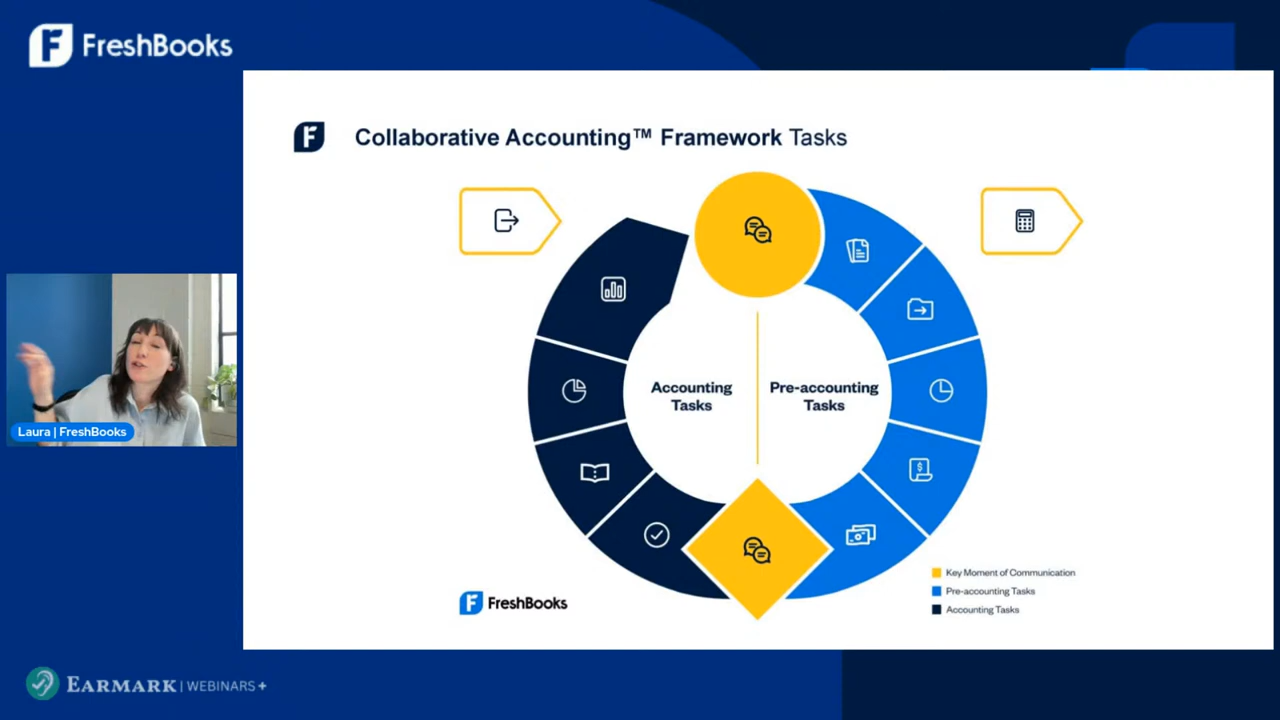 FreshBooks
Collaborative Accounting™ Framework Tasks
Accounting
Tasks
Pre-accounting
Tasks
Laura | FreshBooks
Key Moment of Communication
Pre-accounting Tasks
Accounting Tasks
FreshBooks
EARMARK | WEBINARS +